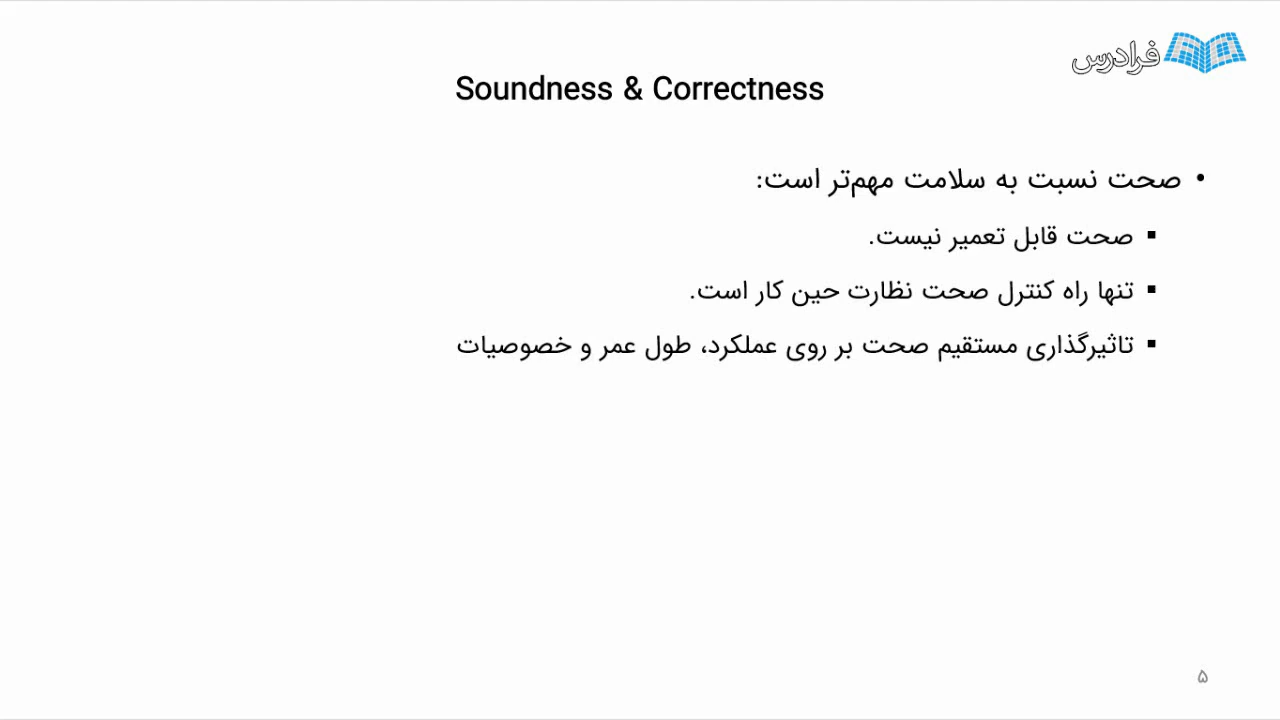 فرادرس
Soundness & Correctness
• صحت نسبت به سلامت مهم‌تر است:
▪ صحت قابل تعمیر نیست.
▪ تنها راه کنترل صحت نظارت حین کار است.
▪ تاثیرگذاری مستقیم صحت بر روی عملکرد، طول عمر و خصوصیات
۵